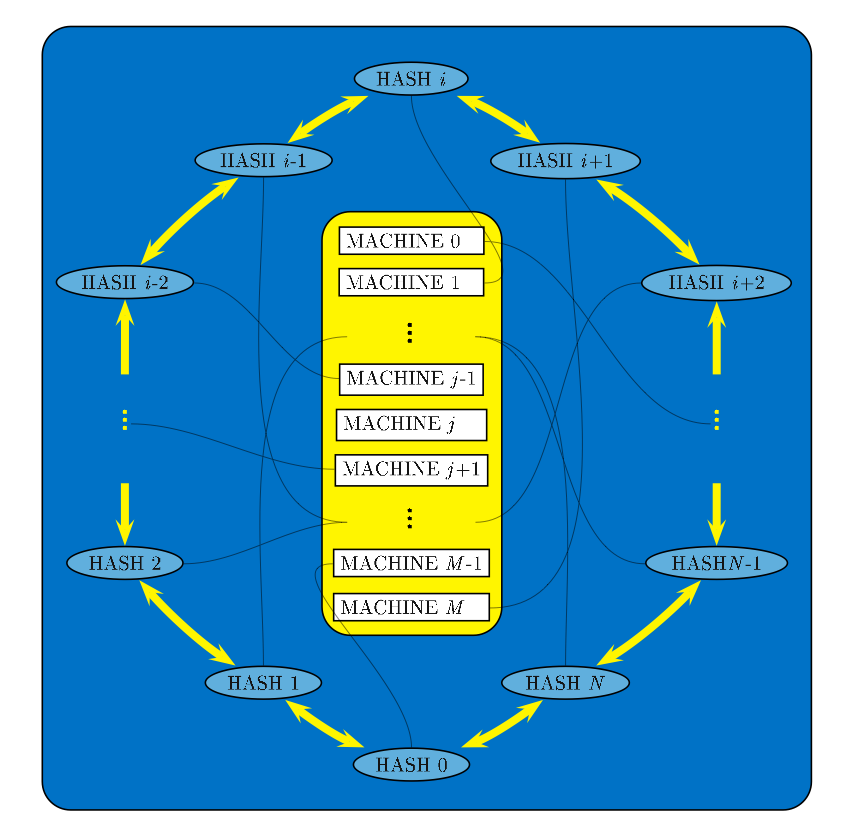 HASH i
HASH i-1
HASH i+1
MACHINE 0
HASH i-2
MACHINE 1
HASH i+2
⋮
MACHINE j-1
⋮
MACHINE j
⋮
MACHINE j+1
⋮
HASH 2
MACHINE M-1
HASHN-1
MACHINE M
HASH 1
HASH N
HASH 0